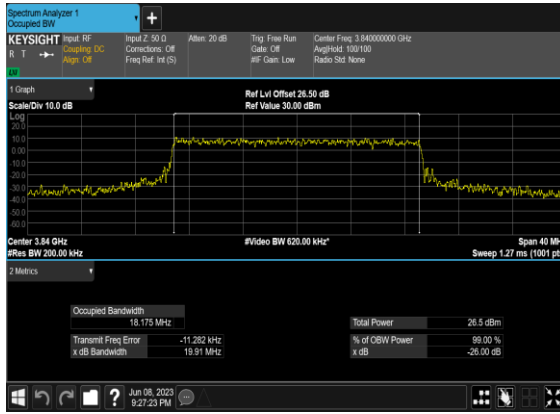 Spectrum Analyzer 1
Occupied BW
+
KEYSIGHT
R T
LXI
Input: RF
Coupling: DC
Align: Off
Input Z: 50 Ω
Corrections: Off
Freq Ref: Int (S)
Atten: 20 dB
Trig: Free Run
Gate: Off
#IF Gain: Low
Center Freq: 3.840000000 GHz
Avg|Hold: 100/100
Radio Std: None
1 Graph
Scale/Div 10.0 dB
Ref Lvl Offset 26.50 dB
Ref Value 30.00 dBm
Log
20.0
10.0
0.00
-10.0
-20.0
-30.0
-40.0
-50.0
-60.0
Center 3.84 GHz
#Res BW 200.00 kHz
#Video BW 620.00 kHz*
Span 40 MH
Sweep 1.27 ms (1001 pt
2 Metrics
Occupied Bandwidth
18.175 MHz
Transmit Freq Error -11.282 kHz
x dB Bandwidth 19.91 MHz
Total Power 26.5 dBm
% of OBW Power 99.00 %
x dB -26.00 dB
?
Jun 08, 2023
9:27:23 PM